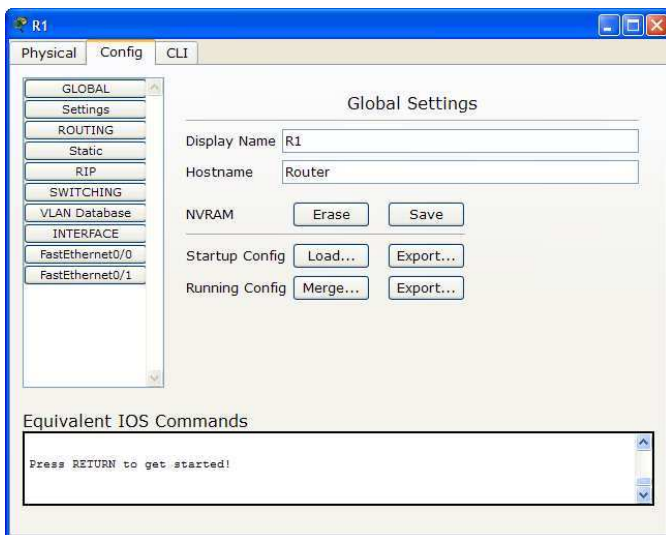 R1
Physical Config CLI
GLOBAL
Settings
ROUTING
Static
RIP
SWITCHING
VLAN Database
INTERFACE
FastEthernet0/0
FastEthernet0/1
Global Settings
Display Name R1
Hostname Router
NVRAM Erase Save
Startup Config Load... Export...
Running Config Merge... Export...
Equivalent IOS Commands
Press RETURN to get started!